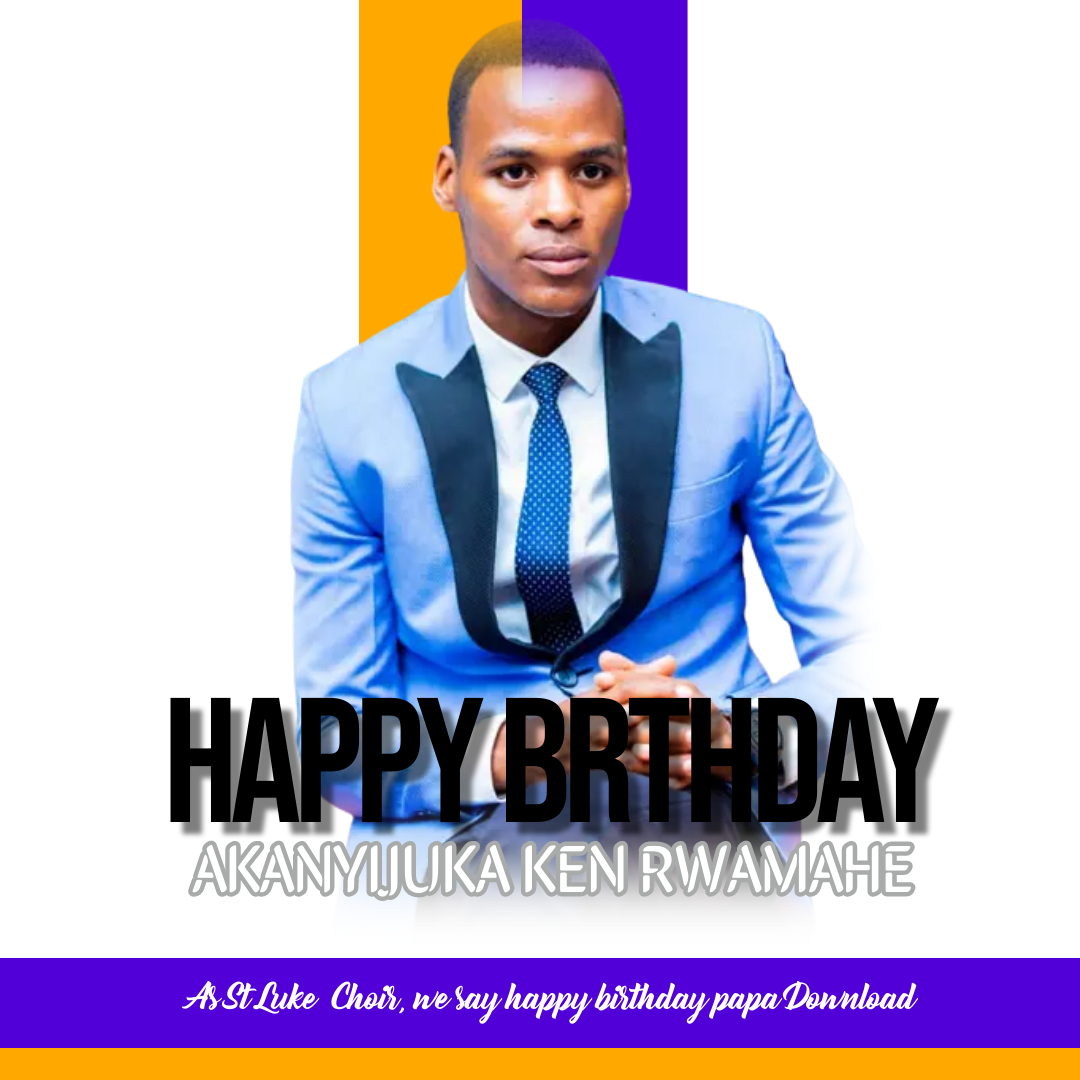 HAPPY BRTHDAY
AKANYIJUKA KEN RWAMAHE
As St Luke Choir, we say happy birthday papa Download